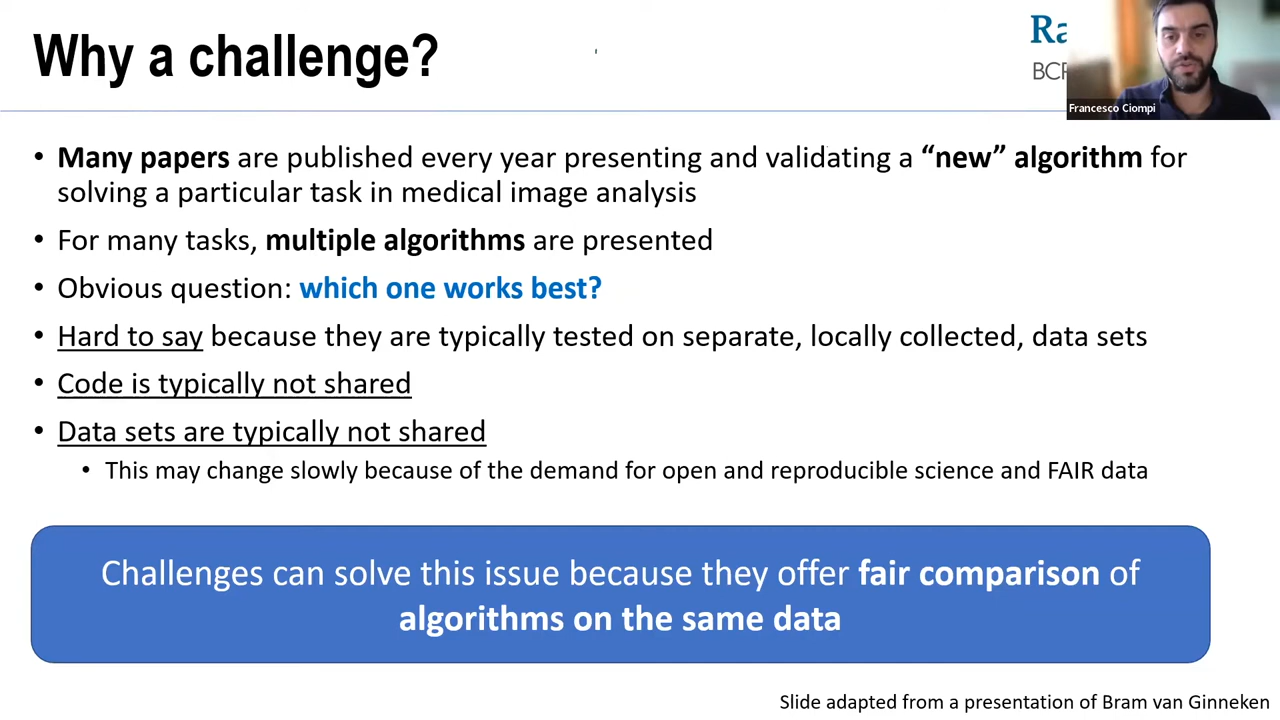 Why a challenge?
Francesco Ciompi
• Many papers are published every year presenting and validating a “new” algorithm for
solving a particular task in medical image analysis
• For many tasks, multiple algorithms are presented
• Obvious question: which one works best?
• Hard to say because they are typically tested on separate, locally collected, data sets
• Code is typically not shared
• Data sets are typically not shared
• This may change slowly because of the demand for open and reproducible science and FAIR data
Challenges can solve this issue because they offer fair comparison of
algorithms on the same data
Slide adapted from a presentation of Bram van Ginneken